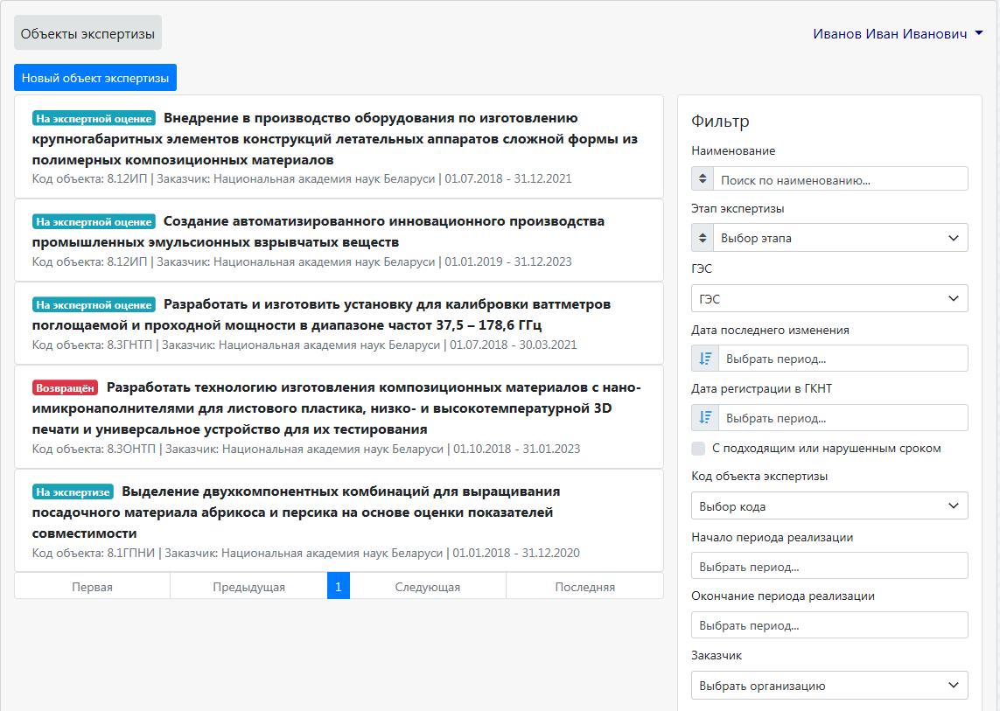 Объекты экспертизы
Иванов Иван Иванович
Новый объект экспертизы
На экспертной оценке Внедрение в производство оборудования по изготовлению
крупногабаритных элементов конструкций летательных аппаратов сложной формы из
полимерных композиционных материалов
Код объекта: 8.12ИП | Заказчик: Национальная академия наук Беларуси | 01.07.2018 - 31.12.2021
На экспертной оценке Создание автоматизированного инновационного производства
промышленных эмульсионных взрывчатых веществ
Код объекта: 8.12ИП | Заказчик: Национальная академия наук Беларуси | 01.01.2019 - 31.12.2023
На экспертной оценке Разработать и изготовить установку для калибровки ваттметров
поглощаемой и проходной мощности в диапазоне частот 37,5 – 178,6 ГГц
Код объекта: 8.3ГНТП | Заказчик: Национальная академия наук Беларуси | 01.07.2018 - 30.03.2021
Возвращён Разработать технологию изготовления композиционных материалов с нано-
имикронаполнителями для листового пластика, низко- и высокотемпературной 3D
печати и универсальное устройство для их тестирования
Код объекта: 8.3ОНТП | Заказчик: Национальная академия наук Беларуси | 01.10.2018 - 31.01.2023
На экспертизе Выделение двухкомпонентных комбинаций для выращивания
посадочного материала абрикоса и персика на основе оценки показателей
совместимости
Код объекта: 8.1ГПНИ | Заказчик: Национальная академия наук Беларуси | 01.01.2018 - 31.12.2020
Первая Предыдущая 1 Следующая Последняя
Фильтр
Наименование
Поиск по наименованию...
Этап экспертизы
Выбор этапа
ГЭС
ГЭС
Дата последнего изменения
Выбрать период...
Дата регистрации в ГКНТ
Выбрать период...
С подходящим или нарушенным сроком
Код объекта экспертизы
Выбор кода
Начало периода реализации
Выбрать период...
Окончание периода реализации
Выбрать период...
Заказчик
Выбрать организацию